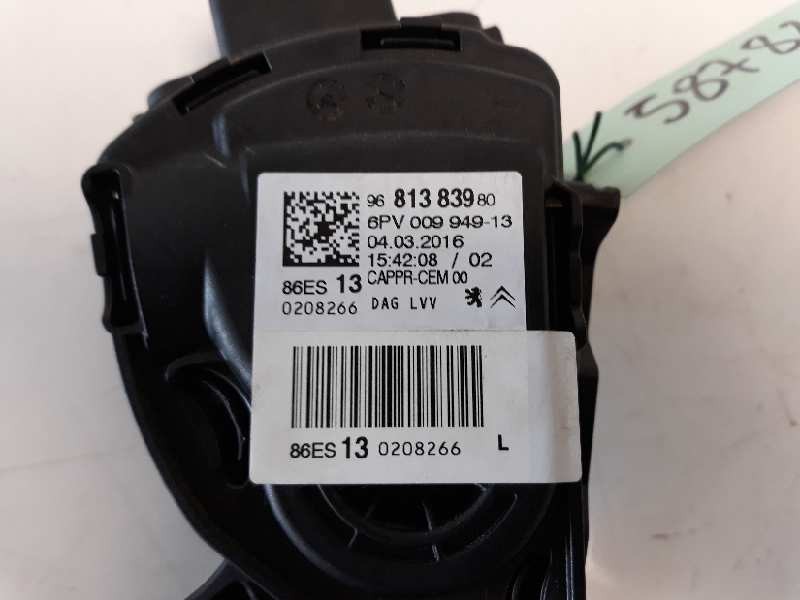 96 813 839 80
6PV 009 949-13
04.03.2016
15:42:08 / 02
86ES 13 CAPPR-CEM 00
0208266 DAG LVV
86ES 13 0208266 L